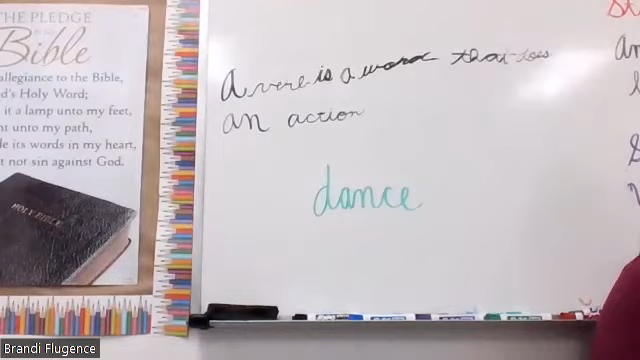 THE PLEDGE
Bible
allegiance to the Bible,
d's Holy Word;
it a lamp unto my feet,
nt unto my path,
le its words in my heart,
t not sin against God.
HOLY BIBLE
A verb is a word that does
an action
dance
St
an
Brandi Flugence